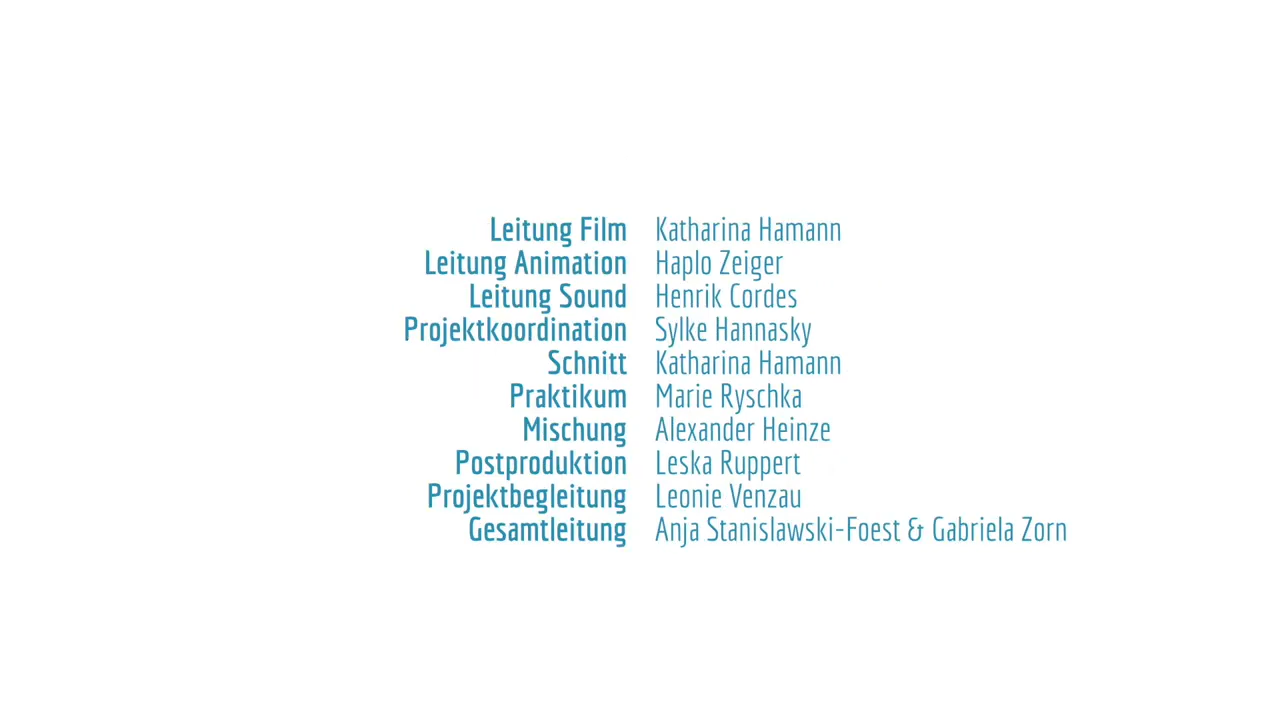 Leitung Film Katharina Hamann
Leitung Animation Haplo Zeiger
Leitung Sound Henrik Cordes
Projektkoordination Sylke Hannasky
Schnitt Katharina Hamann
Praktikum Marie Ryschka
Mischung Alexander Heinze
Postproduktion Leska Ruppert
Projektbegleitung Leonie Venzau
Gesamtleitung Anja Stanislawski-Foest & Gabriela Zorn